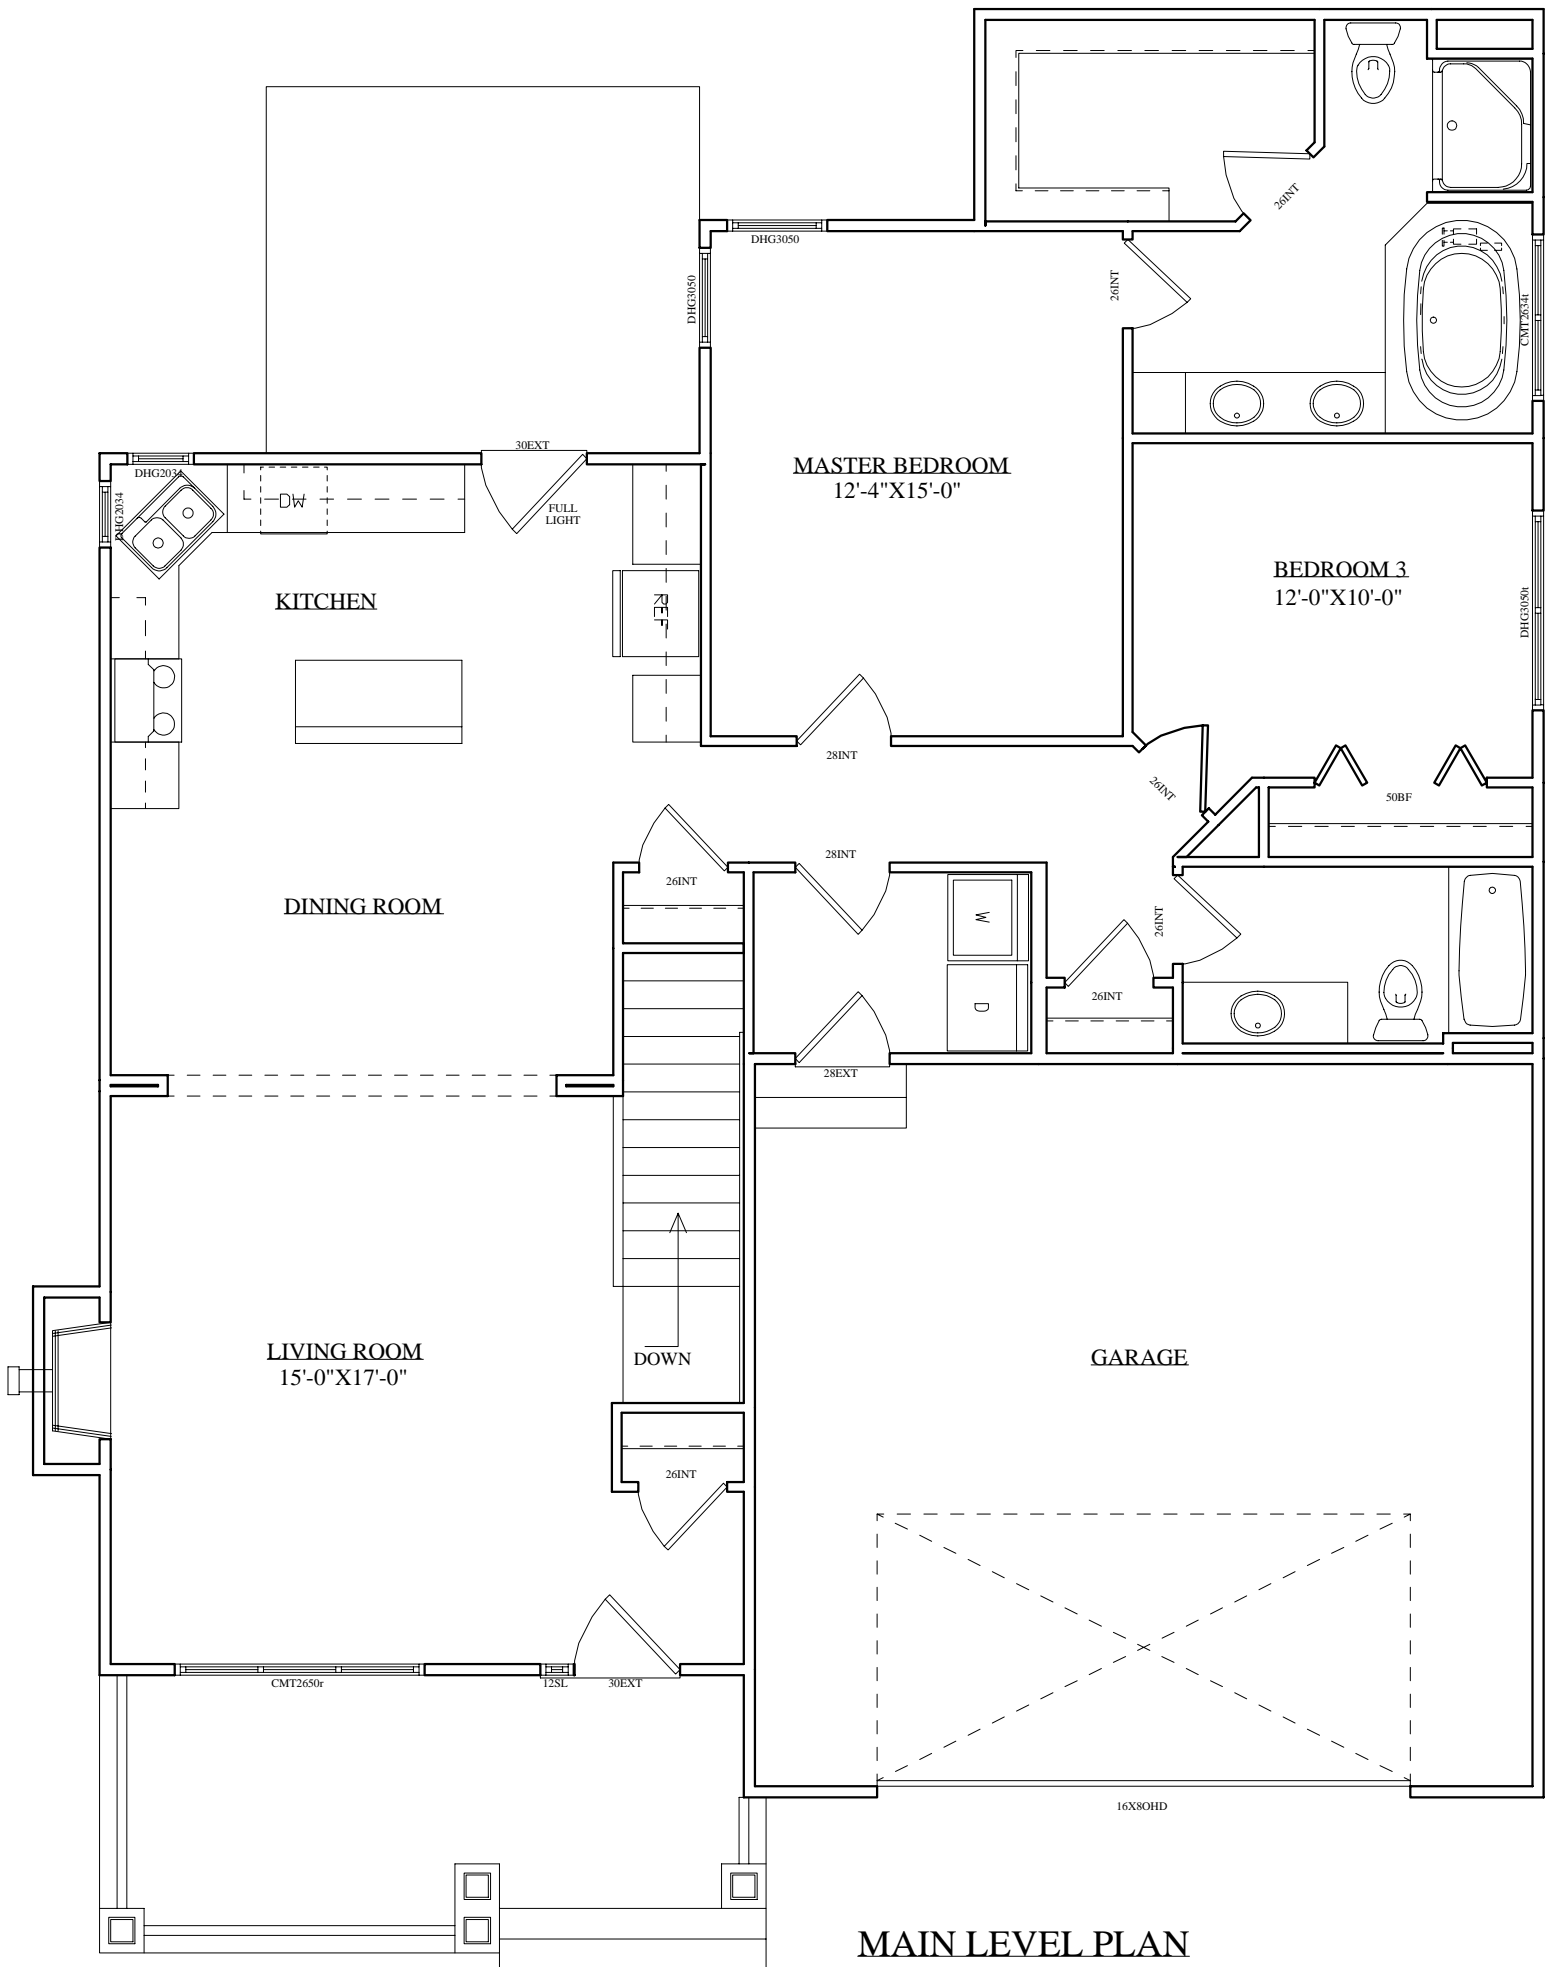 26INT
DHG3050
DHG3050
26INT
CMT2634t
30EXT
DHG2034
DHG2034
DW
FULL
LIGHT
MASTER BEDROOM
12'-4"X15'-0"
BEDROOM 3
12'-0"X10'-0"
DHG3050t
KITCHEN
REF
28INT
26INT
50BF
28INT
26INT
DINING ROOM
W
26INT
26INT
D
28EXT
LIVING ROOM
15'-0"X17'-0"
DOWN
GARAGE
26INT
CMT2650r
12SL
30EXT
16X8OHD
MAIN LEVEL PLAN